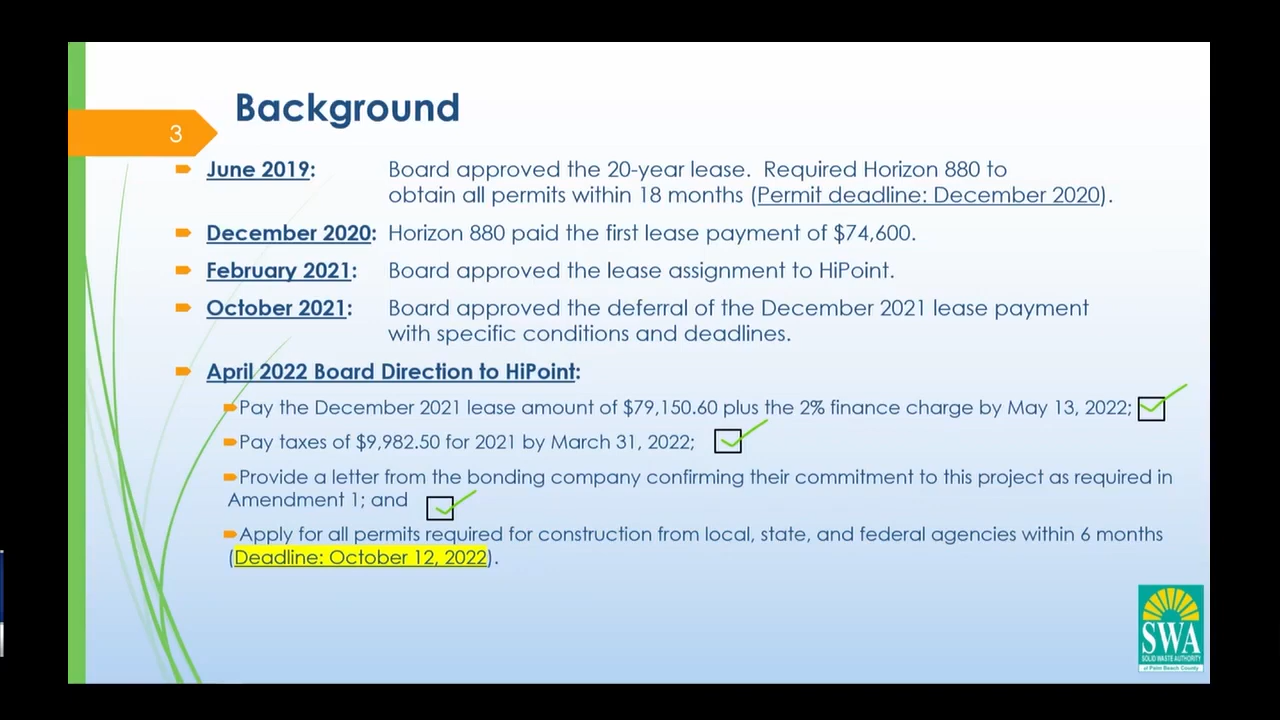 Background
3
June 2019: Board approved the 20-year lease. Required Horizon 880 to
obtain all permits within 18 months (Permit deadline: December 2020).
December 2020: Horizon 880 paid the first lease payment of $74,600.
February 2021: Board approved the lease assignment to HiPoint.
October 2021: Board approved the deferral of the December 2021 lease payment
with specific conditions and deadlines.
April 2022 Board Direction to HiPoint:
Pay the December 2021 lease amount of $79,150.60 plus the 2% finance charge by May 13, 2022;
Pay taxes of $9,982.50 for 2021 by March 31, 2022;
Provide a letter from the bonding company confirming their commitment to this project as required in
Amendment 1; and
Apply for all permits required for construction from local, state, and federal agencies within 6 months
(Deadline: October 12, 2022).
SWA
SOLID WASTE AUTHORITY
of Palm Beach County